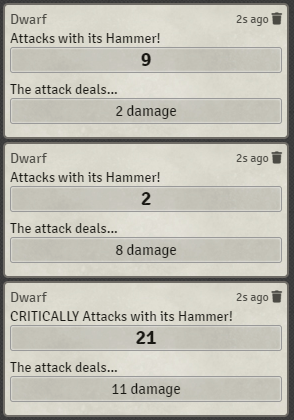 Dwarf 2s ago
Attacks with its Hammer!
9
The attack deals...
2 damage
Dwarf 2s ago
Attacks with its Hammer!
2
The attack deals...
8 damage
Dwarf 2s ago
CRITICALLY Attacks with its Hammer!
21
The attack deals...
11 damage